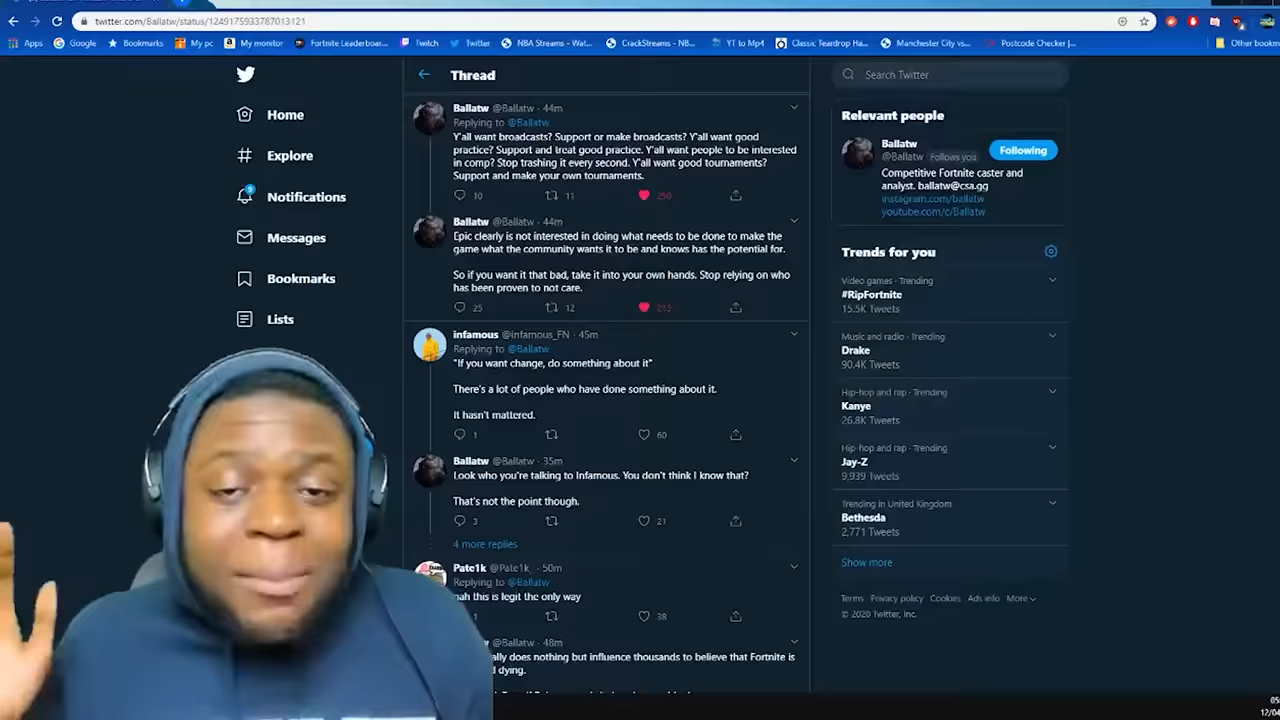 twitter.com/Ballatw/status/1249175933787013121
Apps Google Bookmarks My pc My monitor Fortnite Leaderboar... Twitch Twitter NBA Streams - Wat... CrackStreams - NB... YT to Mp4 Classic Teardrop Ha... Manchester City vs... Postcode Checker |... Other bookm
Home
Explore
9
Notifications
Messages
Bookmarks
Lists
Thread
Ballatw @Ballatw · 44m
Replying to @Ballatw
Y'all want broadcasts? Support or make broadcasts? Y'all want good
practice? Support and treat good practice. Y'all want people to be interested
in comp? Stop trashing it every second. Y'all want good tournaments?
Support and make your own tournaments.
10 11 250
Ballatw @Ballatw · 44m
Epic clearly is not interested in doing what needs to be done to make the
game what the community wants it to be and knows has the potential for.
So if you want it that bad, take it into your own hands. Stop relying on who
has been proven to not care.
25 12 215
infamous @infamous_FN · 45m
Replying to @Ballatw
"If you want change, do something about it"
There's a lot of people who have done something about it.
It hasn't mattered.
1 60
Ballatw @Ballatw · 35m
Look who you're talking to Infamous. You don't think I know that?
That's not the point though.
3 21
4 more replies
Pate1k @Pate1k_ · 50m
Replying to @Ballatw
nah this is legit the only way
1 38
@Ballatw · 48m
ally does nothing but influence thousands to believe that Fortnite is
dying.
Search Twitter
Relevant people
Ballatw
@Ballatw Follows you
Following
Competitive Fortnite caster and
analyst. ballatw@csa.gg
instagram.com/ballatw
youtube.com/c/Ballatw
Trends for you
Video games · Trending
#RipFortnite
15.5K Tweets
Music and radio · Trending
Drake
90.4K Tweets
Hip-hop and rap · Trending
Kanye
26.8K Tweets
Hip-hop and rap · Trending
Jay-Z
9,939 Tweets
Trending in United Kingdom
Bethesda
2,771 Tweets
Show more
Terms Privacy policy Cookies Ads info More
© 2020 Twitter, Inc.
05
12/04